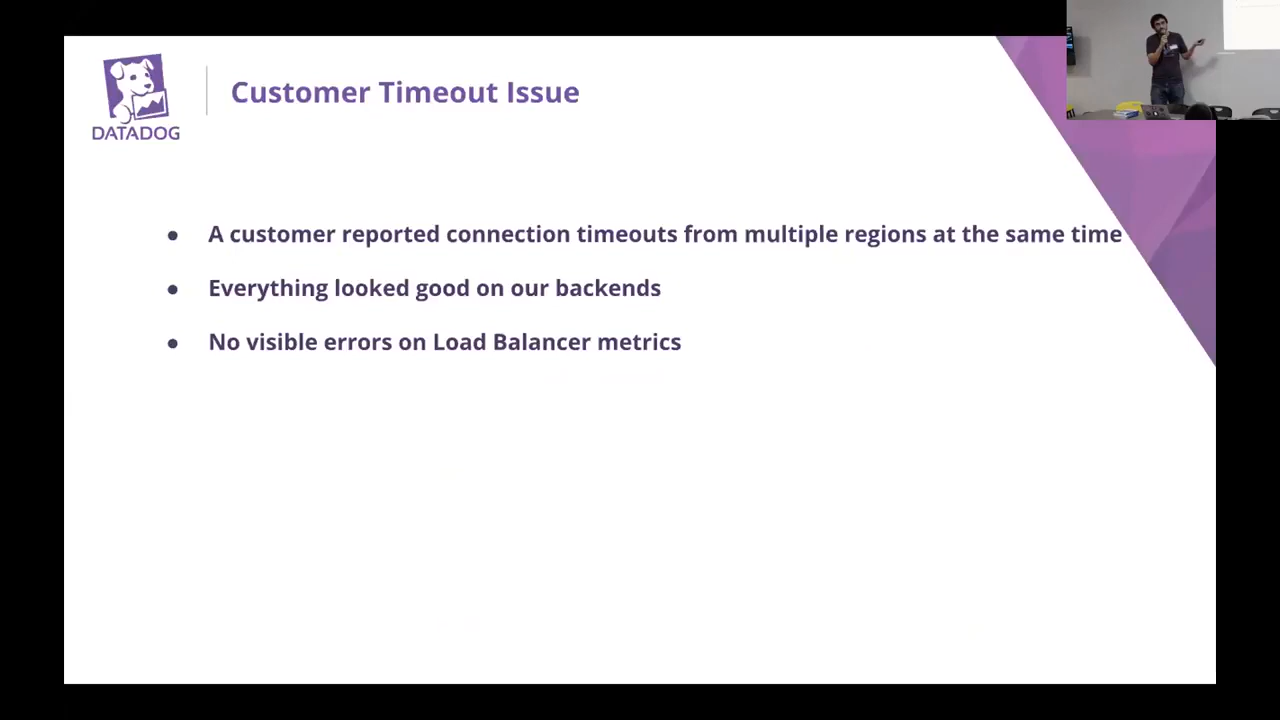 DATADOG
Customer Timeout Issue
● A customer reported connection timeouts from multiple regions at the same time
● Everything looked good on our backends
● No visible errors on Load Balancer metrics